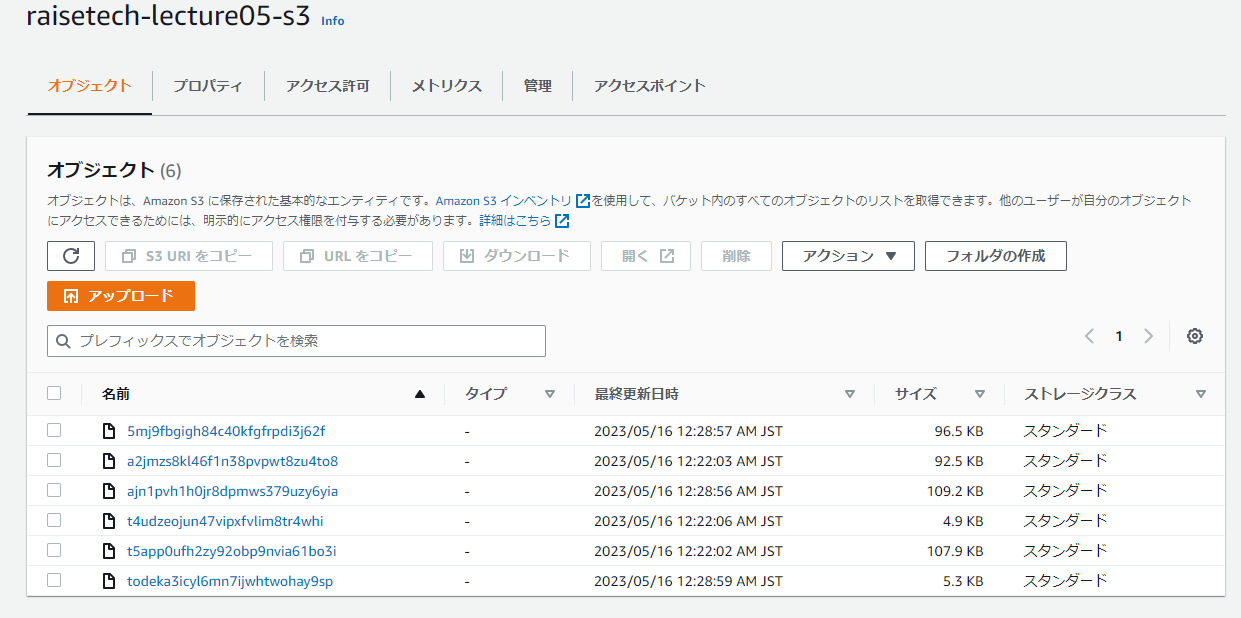 raisetech-lecture05-s3 Info
オブジェクト プロパティ アクセス許可 メトリクス 管理 アクセスポイント
オブジェクト (6)
オブジェクトは、Amazon S3 に保存された基本的なエンティティです。Amazon S3 インベントリ を使用して、バケット内のすべてのオブジェクトのリストを取得できます。他のユーザーが自分のオブジェクト
にアクセスできるためには、明示的にアクセス権限を付与する必要があります。詳細はこちら
S3 URI をコピー URL をコピー ダウンロード 開く 削除 アクション フォルダの作成
アップロード
プレフィックスでオブジェクトを検索 1
名前 タイプ 最終更新日時 サイズ ストレージクラス
5mj9fbgigh84c40kfgfrpdi3j62f - 2023/05/16 12:28:57 AM JST 96.5 KB スタンダード
a2jmzs8kl46f1n38pvpwt8zu4to8 - 2023/05/16 12:22:03 AM JST 92.5 KB スタンダード
ajn1pvh1h0jr8dpmws379uzy6yia - 2023/05/16 12:28:56 AM JST 109.2 KB スタンダード
t4udzeojun47vipxfvlim8tr4whi - 2023/05/16 12:22:06 AM JST 4.9 KB スタンダード
t5app0ufh2zy92obp9nvia61bo3i - 2023/05/16 12:22:02 AM JST 107.9 KB スタンダード
todeka3icyl6mn7ijwhtwohay9sp - 2023/05/16 12:28:59 AM JST 5.3 KB スタンダード